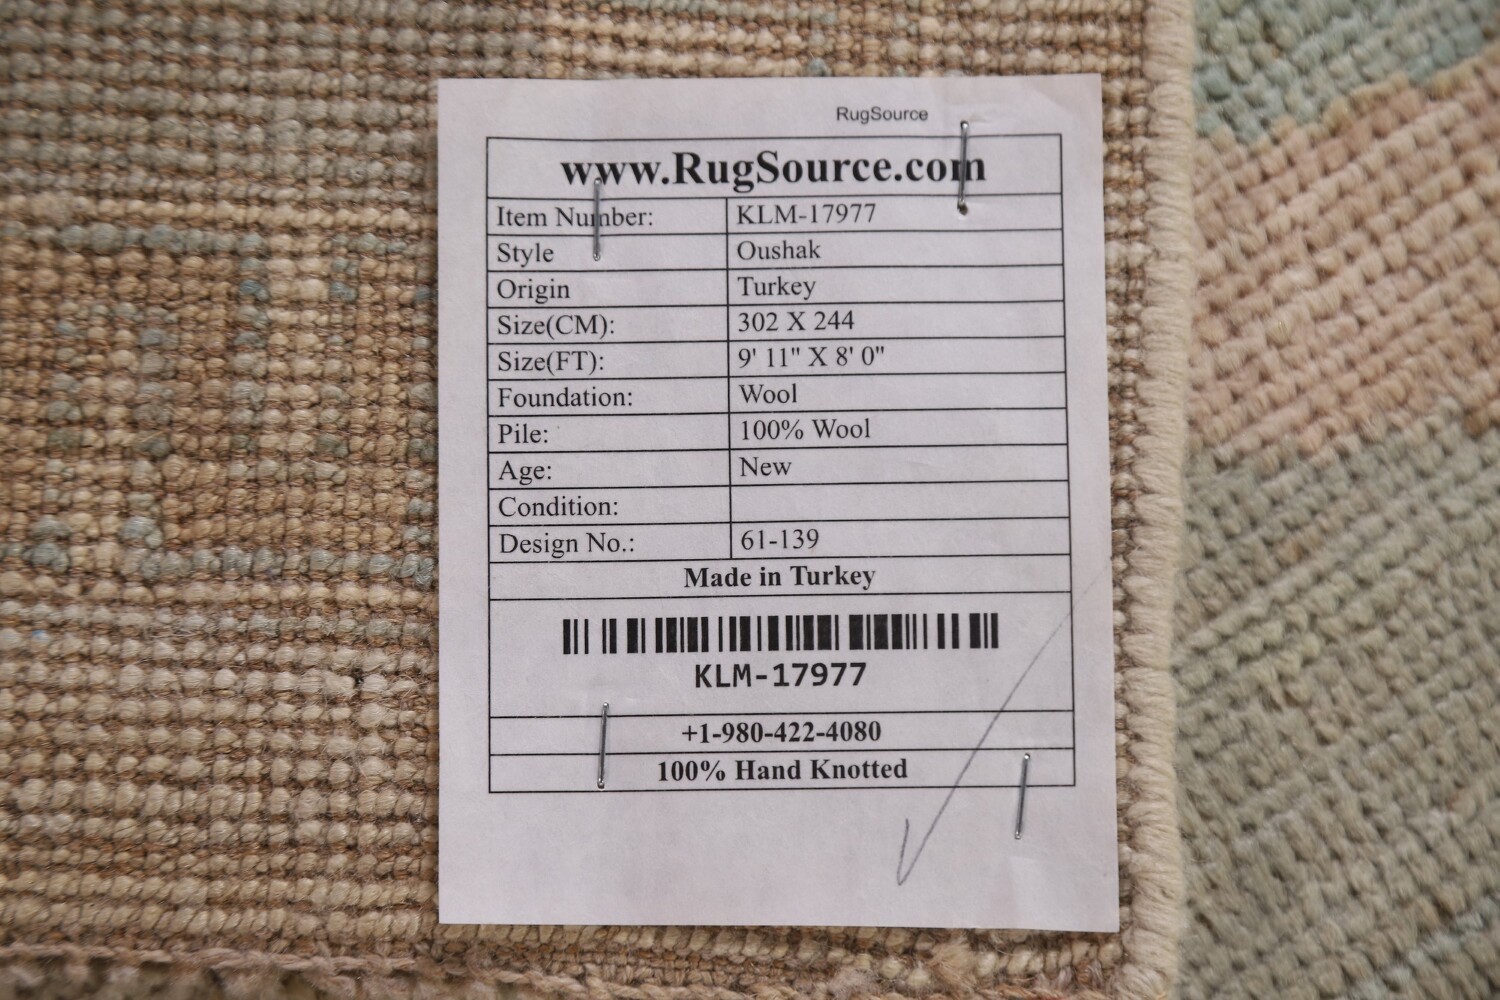 RugSource
www.RugSource.com
Item Number: KLM-17977
Style Oushak
Origin Turkey
Size(CM): 302 X 244
Size(FT): 9' 11" X 8' 0"
Foundation: Wool
Pile: 100% Wool
Age: New
Condition:
Design No.: 61-139
Made in Turkey
KLM-17977
+1-980-422-4080
100% Hand Knotted